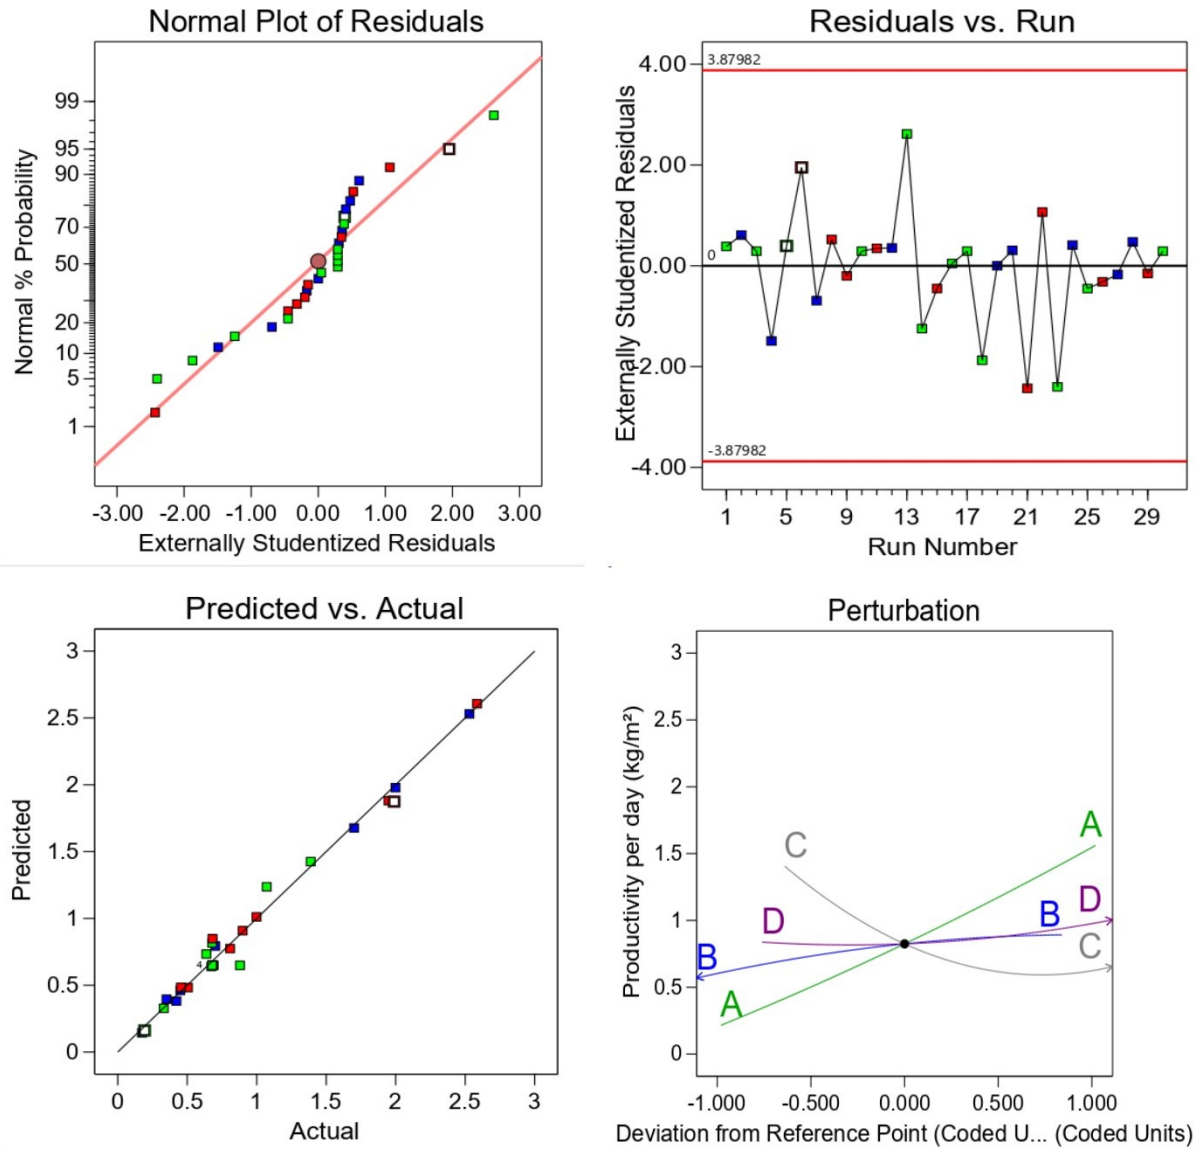 Normal Plot of Residuals
Normal % Probability
99
95
90
70
50
20
10
5
1
-3.00 -2.00 -1.00 0.00 1.00 2.00 3.00
Externally Studentized Residuals
Residuals vs. Run
Externally Studentized Residuals
4.00
3.87982
2.00
0
0.00
-2.00
-3.87982
-4.00
1 5 9 13 17 21 25 29
Run Number
Predicted vs. Actual
Predicted
3
2.5
2
1.5
1
4
0.5
0
0 0.5 1 1.5 2 2.5 3
Actual
Perturbation
Productivity per day (kg/m²)
3
2.5
2
A
C
1.5
D
D
B
1
C
B
0.5
A
0
-1.000 -0.500 0.000 0.500 1.000
Deviation from Reference Point (Coded U... (Coded Units)